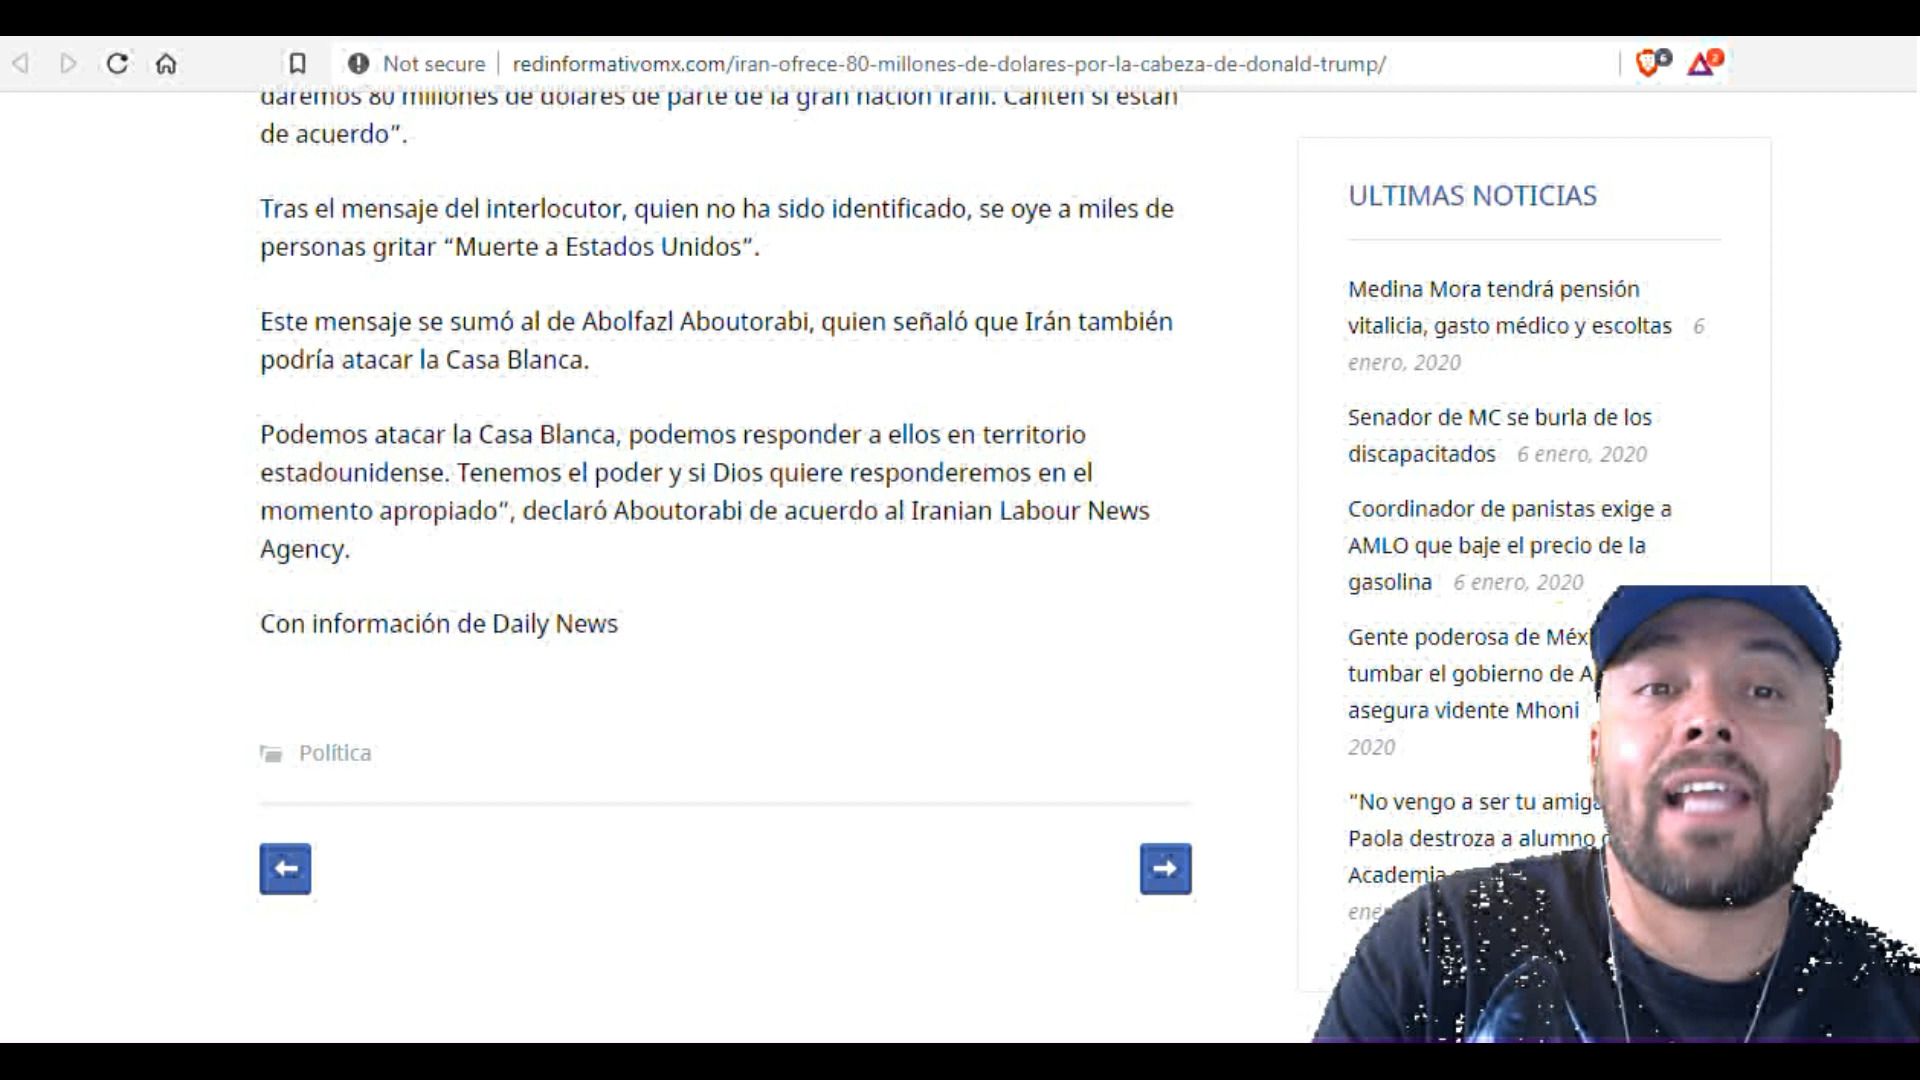 Not secure
redinformativomx.com/iran-ofrece-80-millones-de-dolares-por-la-cabeza-de-donald-trump/
daremos 80 millones de dólares de parte de la gran nación iraní. Canten si están
de acuerdo”.
Tras el mensaje del interlocutor, quien no ha sido identificado, se oye a miles de
personas gritar “Muerte a Estados Unidos”.
Este mensaje se sumó al de Abolfazl Aboutorabi, quien señaló que Irán también
podría atacar la Casa Blanca.
Podemos atacar la Casa Blanca, podemos responder a ellos en territorio
estadounidense. Tenemos el poder y si Dios quiere responderemos en el
momento apropiado”, declaró Aboutorabi de acuerdo al Iranian Labour News
Agency.
Con información de Daily News
Política
ULTIMAS NOTICIAS
Medina Mora tendrá pensión
vitalicia, gasto médico y escoltas 6
enero, 2020
Senador de MC se burla de los
discapacitados 6 enero, 2020
Coordinador de panistas exige a
AMLO que baje el precio de la
gasolina 6 enero, 2020
Gente poderosa de
tumbar el gobierno de
asegura vidente Mhoni
2020
"No vengo a ser tu
Paola destroza a alumno
Academia